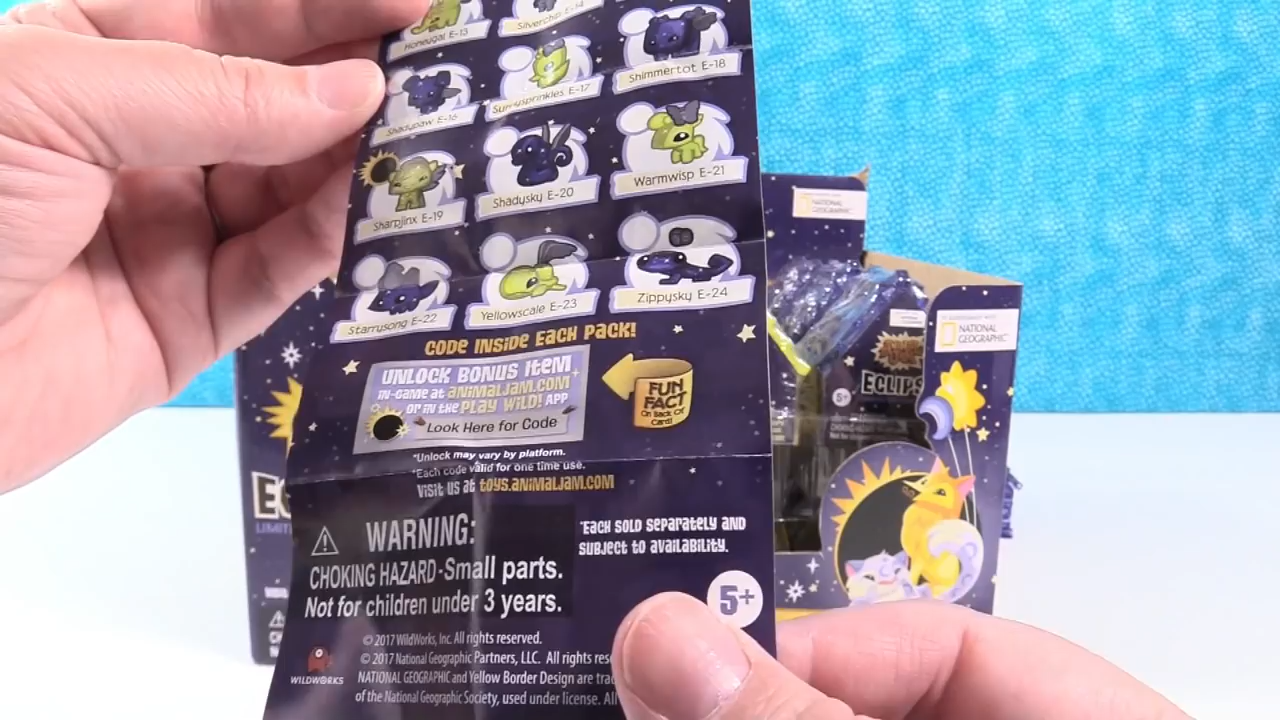 Honeygal E-13
Silverchip E-14
Shadypaw E-16
Sunnysprinkles E-17
Shimmertot E-18
Sharpjinx E-19
Shadysky E-20
Warmwisp E-21
Starrysong E-22
Yellowscale E-23
Zippysky E-24
CODE INSIDE EACH PACK!
UNLOCK BONUS ITEM
IN-GAME at ANIMALJAM.COM
or in the PLAY WILD! APP
Look Here for Code
FUN
FACT
On Back Of
Card!
*Unlock may vary by platform.
*Each code valid for one time use.
Visit us at toys.animaljam.com
WARNING:
CHOKING HAZARD-Small parts.
Not for children under 3 years.
*EACH SOLD SEPARATELY AND
SUBJECT TO AVAILABILITY.
5+
© 2017 WildWorks, Inc. All rights reserved.
© 2017 National Geographic Partners, LLC. All rights res
NATIONAL GEOGRAPHIC and Yellow Border Design are trad
of the National Geographic Society, used under license. All
WILDWORKS
NATIONAL
GEOGRAPHIC
NATIONAL
GEOGRAPHIC
ECLIPS
5+
EC
LIMIT